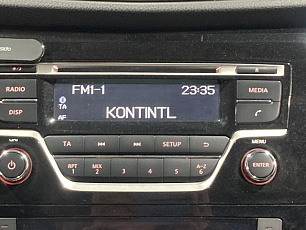 RADIO
FM1-1 23:35
MEDIA
TA
DISP
AF
KONTINTL
MENU
TA SETUP
RPT MIX A-Z
1 2 3 4 5 6
ENTER